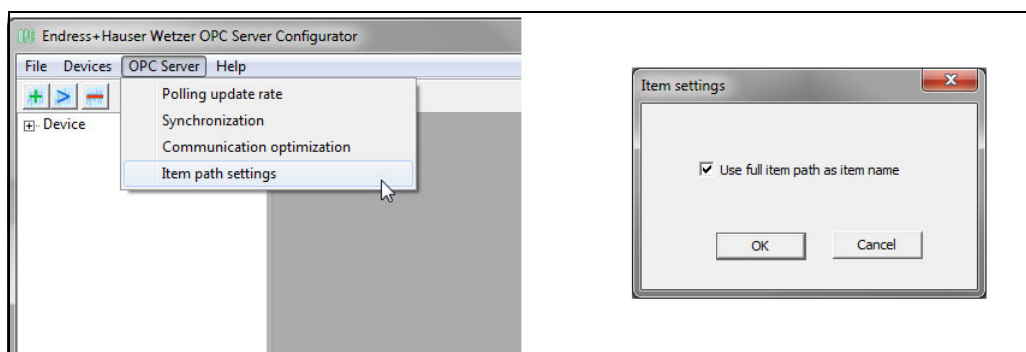 Endress+Hauser Wetzer OPC Server Configurator
File Devices OPC Server Help
Polling update rate
Synchronization
Communication optimization
Item path settings
Device
Item settings
Use full item path as item name
OK Cancel